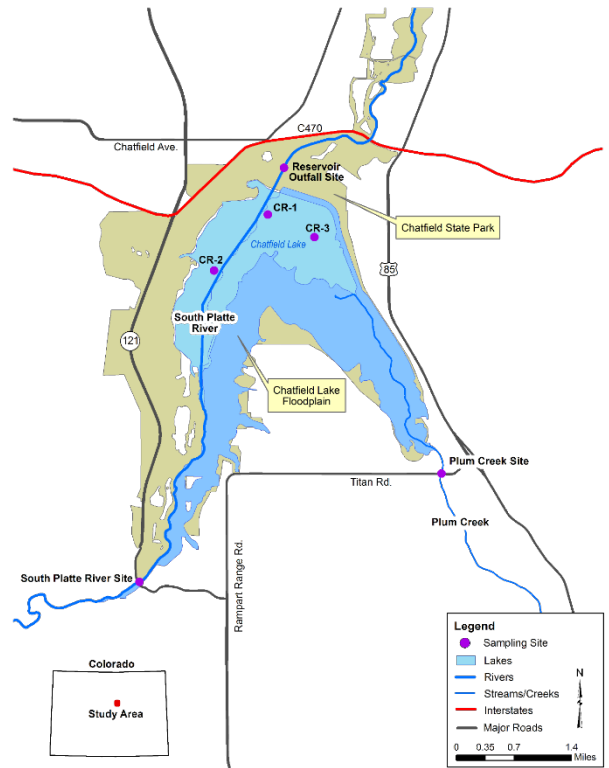 C470
Chatfield Ave.
Reservoir
Outfall Site
CR-1
CR-3
Chatfield State Park
Chatfield Lake
CR-2
85
South Platte
River
121
Chatfield Lake
Floodplain
Plum Creek Site
Titan Rd.
Plum Creek
South Platte River Site
Rampart Range Rd.
Legend
Sampling Site
Lakes
Rivers
Streams/Creeks
Interstates
Major Roads
N
0 0.35 0.7 1.4
Miles
Colorado
Study Area